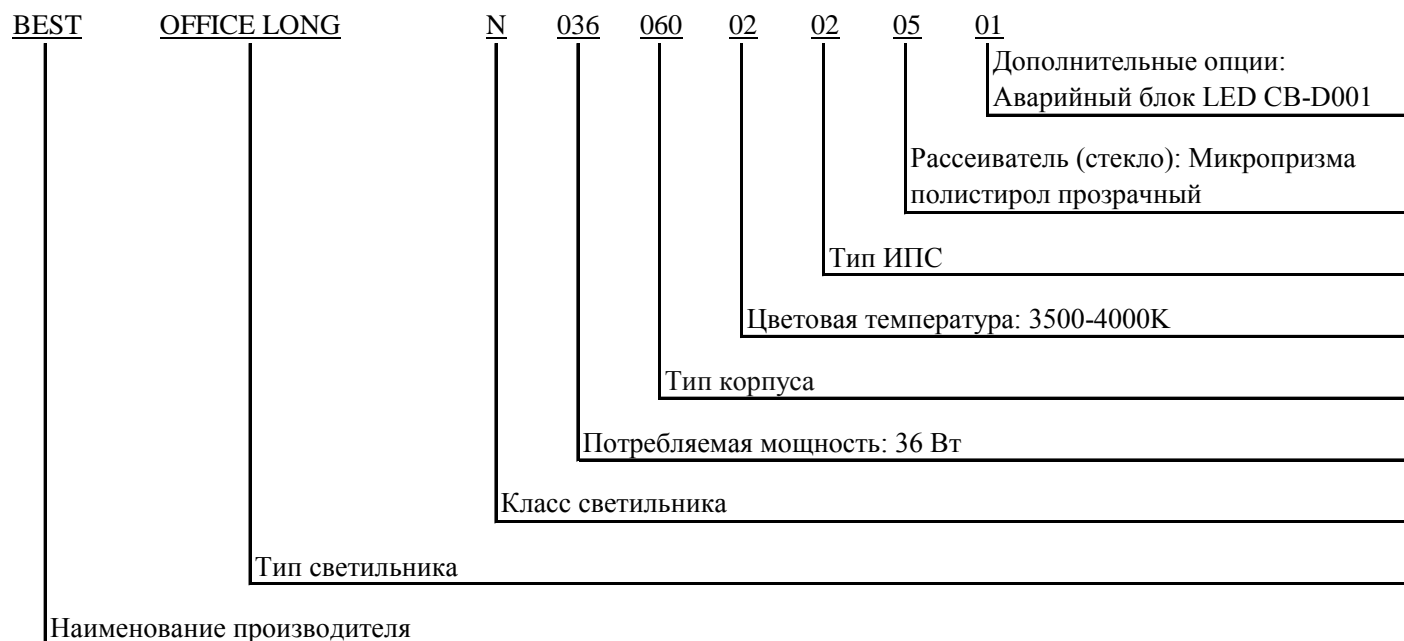 BEST OFFICE LONG N 036 060 02 02 05 01
Дополнительные опции:
Аварийный блок LED CB-D001
Рассеиватель (стекло): Микропризма
полистирол прозрачный
Тип ИПС
Цветовая температура: 3500-4000К
Тип корпуса
Потребляемая мощность: 36 Вт
Класс светильника
Тип светильника
Наименование производителя